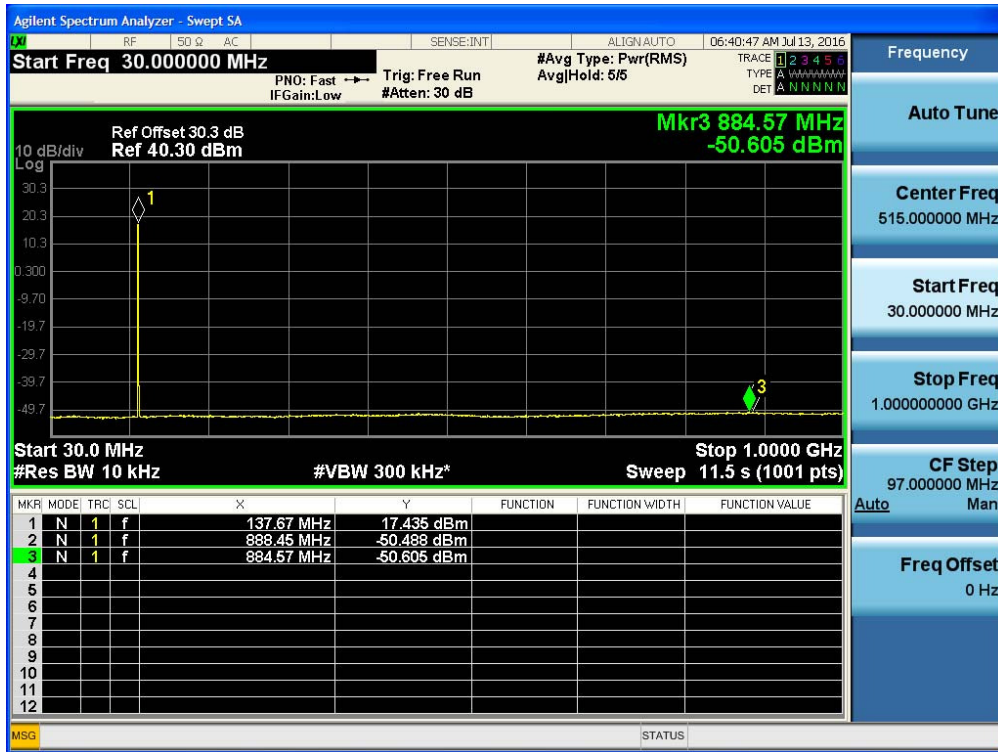 Agilent Spectrum Analyzer - Swept SA
LXI RF 50 Ω AC SENSE:INT ALIGN AUTO 06:40:47 AM Jul 13, 2016
Start Freq 30.000000 MHz
PNO: Fast
IFGain:Low
Trig: Free Run
#Atten: 30 dB
#Avg Type: Pwr(RMS)
Avg|Hold: 5/5
TRACE 1 2 3 4 5 6
TYPE A WWWWWW
DET A N N N N N
Mkr3 884.57 MHz
-50.605 dBm
Ref Offset 30.3 dB
10 dB/div Ref 40.30 dBm
Log
30.3
20.3
10.3
0.300
-9.70
-19.7
-29.7
-39.7
-49.7
1
3
Start 30.0 MHz Stop 1.0000 GHz
#Res BW 10 kHz #VBW 300 kHz* Sweep 11.5 s (1001 pts)
MKR MODE TRC SCL X Y FUNCTION FUNCTION WIDTH FUNCTION VALUE
1 N 1 f 137.67 MHz 17.435 dBm
2 N 1 f 888.45 MHz -50.488 dBm
3 N 1 f 884.57 MHz -50.605 dBm
4
5
6
7
8
9
10
11
12
MSG STATUS
Frequency
Auto Tune
Center Freq
515.000000 MHz
Start Freq
30.000000 MHz
Stop Freq
1.000000000 GHz
CF Step
97.000000 MHz
Auto Man
Freq Offset
0 Hz